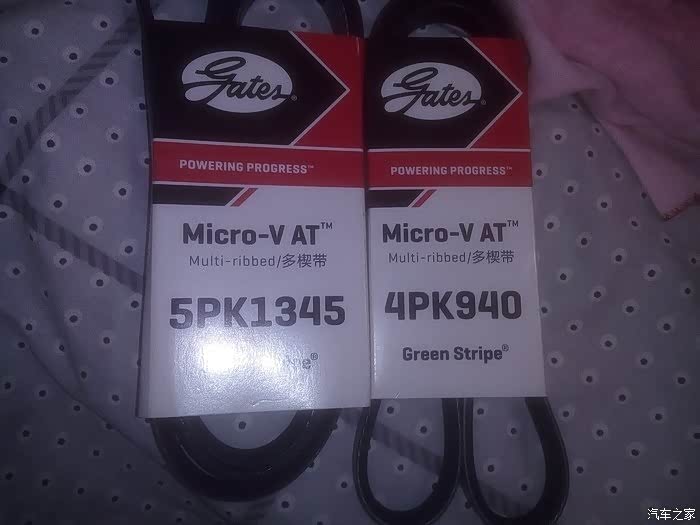 Gates®
POWERING PROGRESS™
Micro-V AT™
Multi-ribbed/多楔带
5PK1345
Gates®
POWERING PROGRESS™
Micro-V AT™
Multi-ribbed/多楔带
4PK940
Green Stripe®
汽车之家